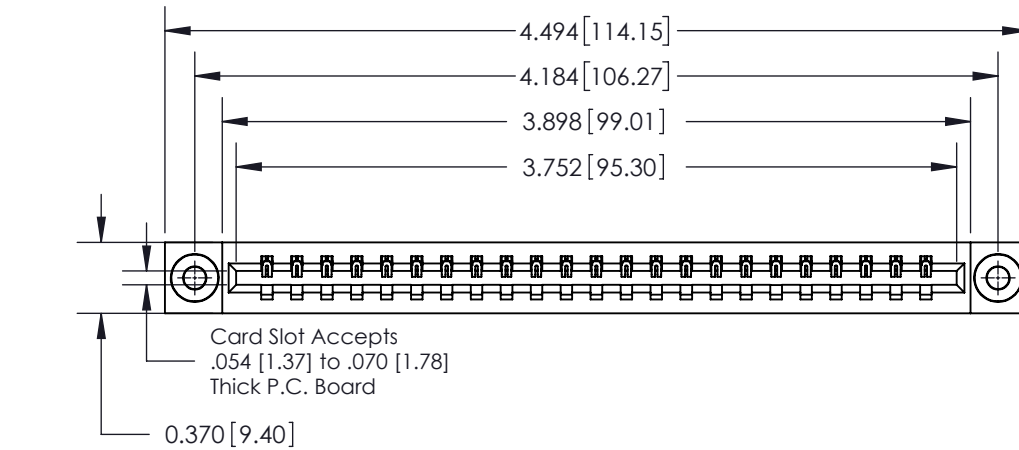 4.494 [114.15]
4.184 [106.27]
3.898 [99.01]
3.752 [95.30]
Card Slot Accepts
.054 [1.37] to .070 [1.78]
Thick P.C. Board
0.370 [9.40]